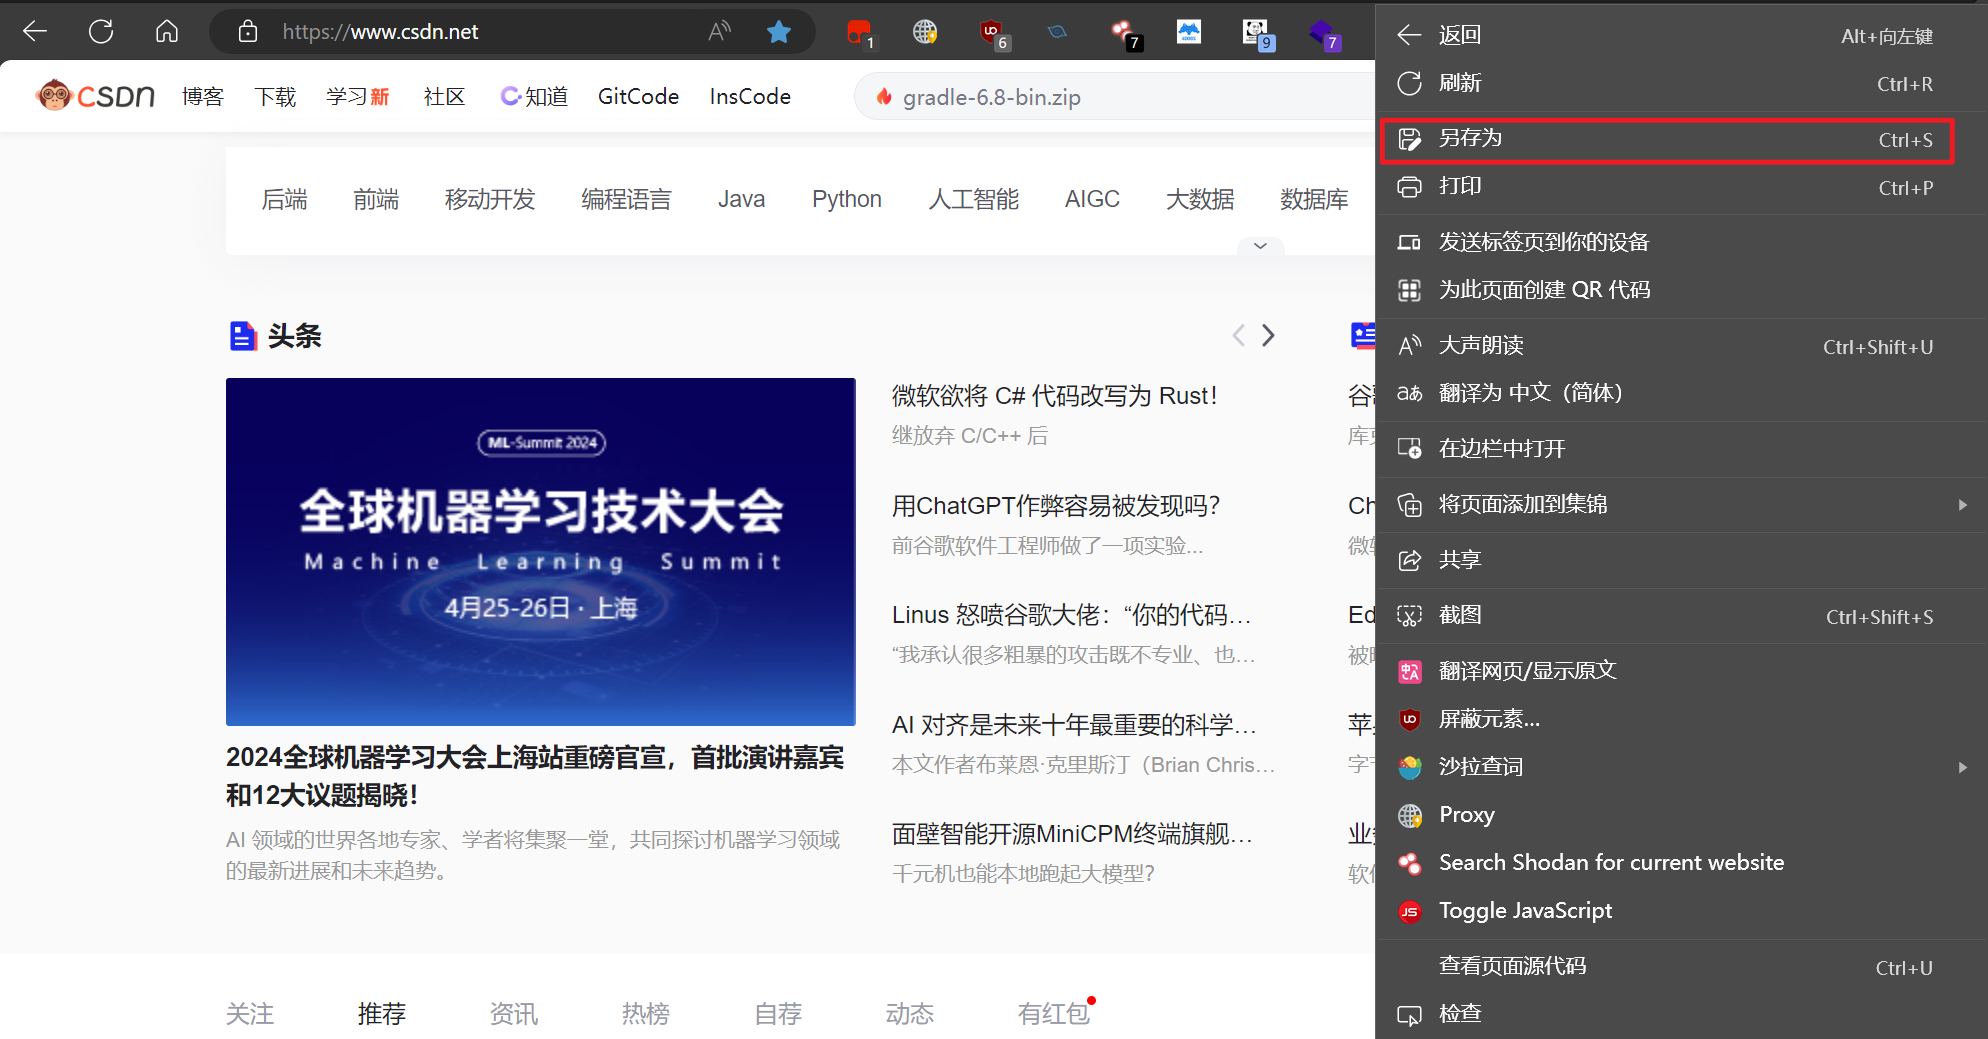 https://www.csdn.net
1
6
7
9
7
CSDN
博客
下载
学习新
社区
C知道
GitCode
InsCode
gradle-6.8-bin.zip
后端
前端
移动开发
编程语言
Java
Python
人工智能
AIGC
大数据
数据库
头条
ML-Summit 2024
全球机器学习技术大会
Machine Learning Summit
4月25-26日·上海
2024全球机器学习大会上海站重磅官宣，首批演讲嘉宾
和12大议题揭晓！
AI 领域的世界各地专家、学者将集聚一堂，共同探讨机器学习领域
的最新进展和未来趋势。
微软欲将 C# 代码改写为 Rust！
继放弃 C/C++ 后
用ChatGPT作弊容易被发现吗？
前谷歌软件工程师做了一项实验...
Linus 怒喷谷歌大佬：“你的代码…
“我承认很多粗暴的攻击既不专业、也…
AI 对齐是未来十年最重要的科学…
本文作者布莱恩·克里斯汀（Brian Chris…
面壁智能开源MiniCPM终端旗舰…
千元机也能本地跑起大模型？
谷
库
Ch
微
Ed
被
苹
字
业
软
关注
推荐
资讯
热榜
自荐
动态
有红包
返回 Alt+向左键
刷新 Ctrl+R
另存为 Ctrl+S
打印 Ctrl+P
发送标签页到你的设备
为此页面创建 QR 代码
大声朗读 Ctrl+Shift+U
aあ 翻译为 中文（简体）
在边栏中打开
将页面添加到集锦
共享
截图 Ctrl+Shift+S
翻译网页/显示原文
屏蔽元素...
沙拉查词
Proxy
Search Shodan for current website
JS Toggle JavaScript
查看页面源代码 Ctrl+U
检查